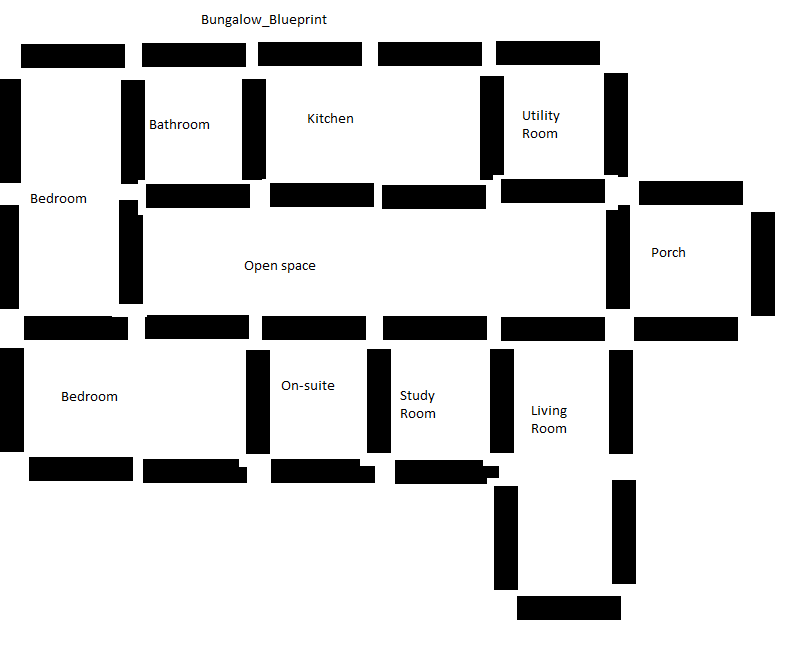 Bungalow_Blueprint
Bathroom
Kitchen
Utility
Room
Bedroom
Open space
Porch
Bedroom
On-suite
Study
Room
Living
Room